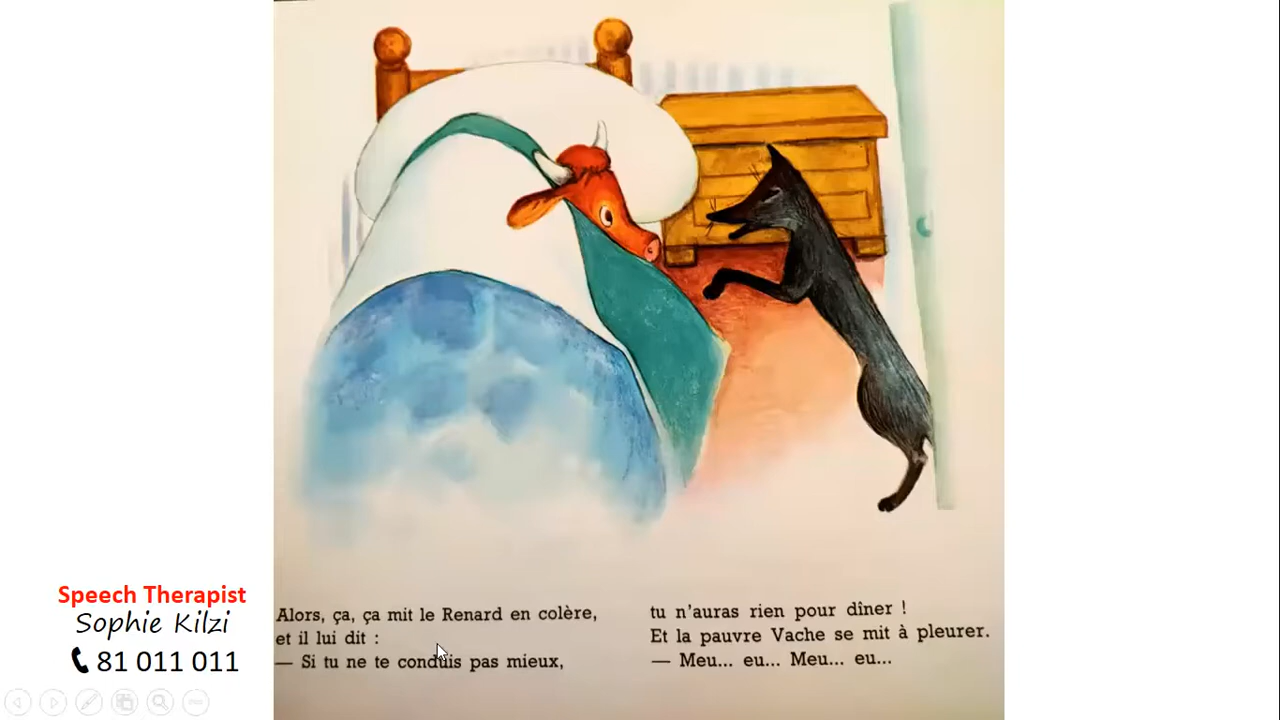 Alors, ça, ça mit le Renard en colère,
et il lui dit :
— Si tu ne te conduis pas mieux,
tu n'auras rien pour dîner !
Et la pauvre Vache se mit à pleurer.
— Meu... eu... Meu... eu...
Speech Therapist
Sophie Kilzi
81 011 011